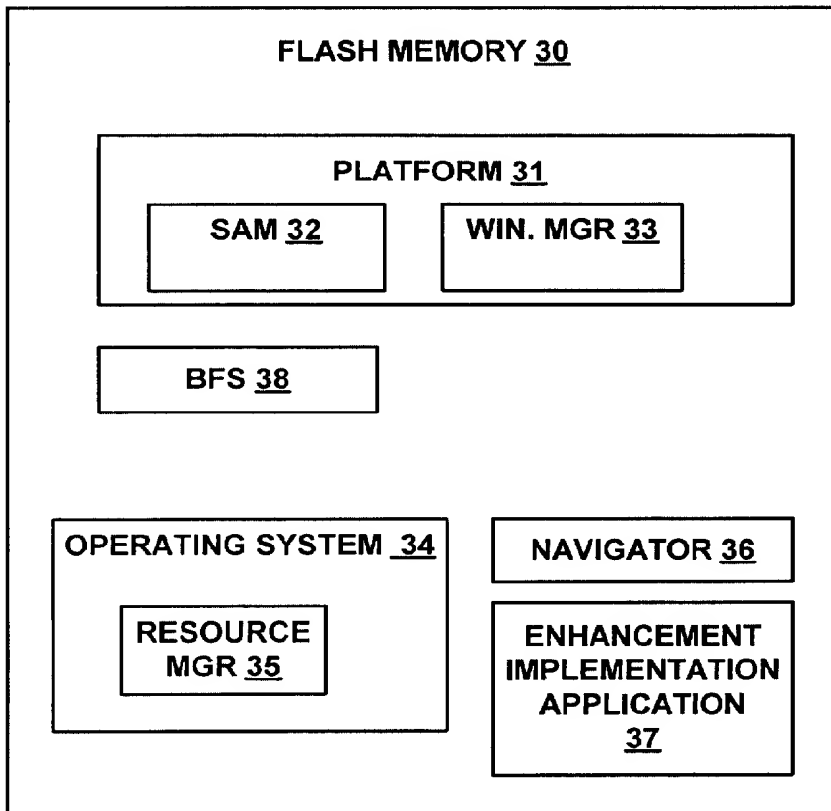 FLASH MEMORY 30
PLATFORM 31
SAM 32
WIN. MGR 33
BFS 38
OPERATING SYSTEM 34
RESOURCE
MGR 35
NAVIGATOR 36
ENHANCEMENT
IMPLEMENTATION
APPLICATION
37